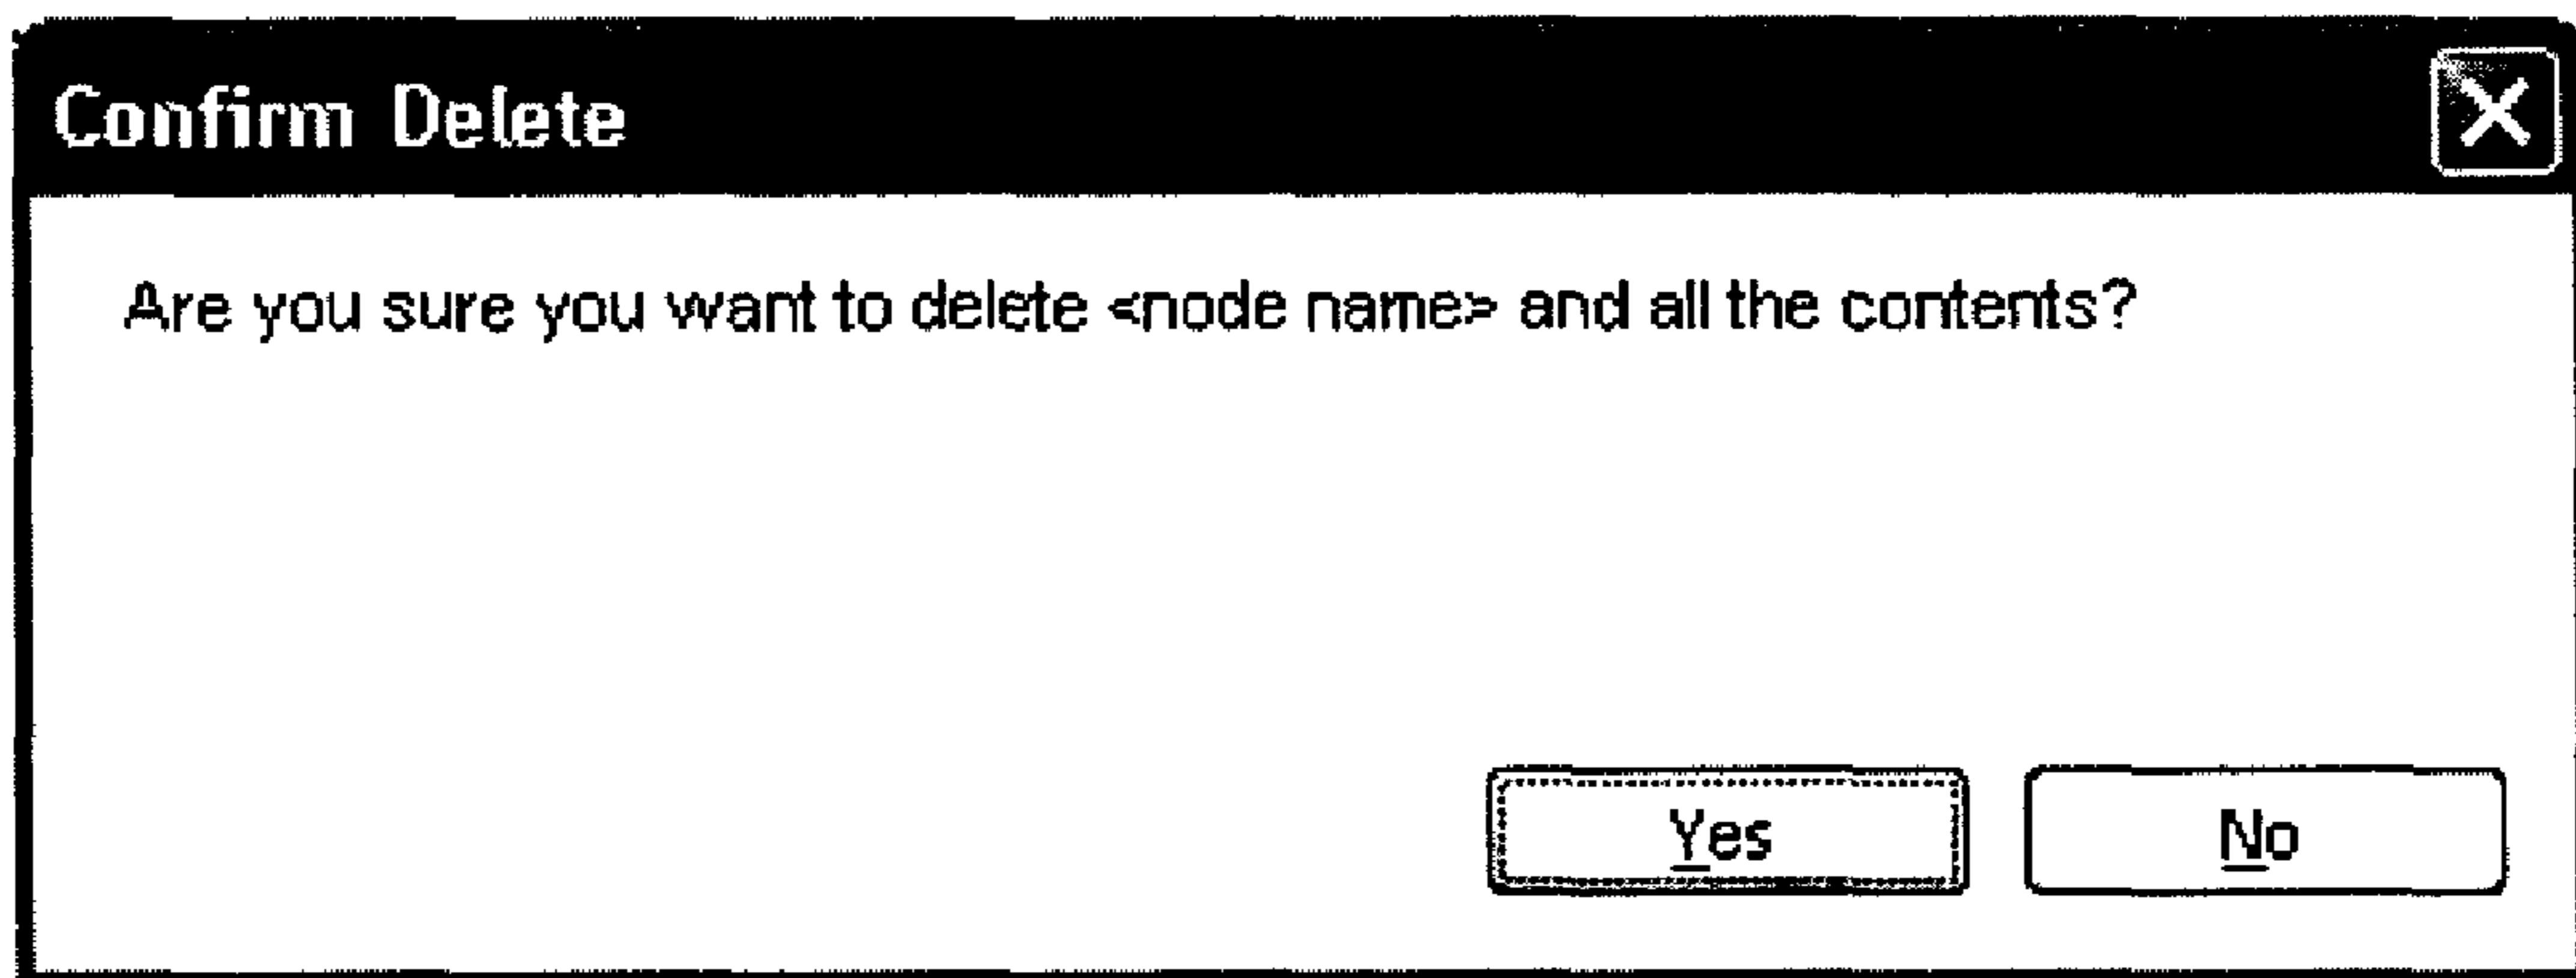 Confirm Delete
Are you sure you want to delete <node name> and all the contents?
Yes No